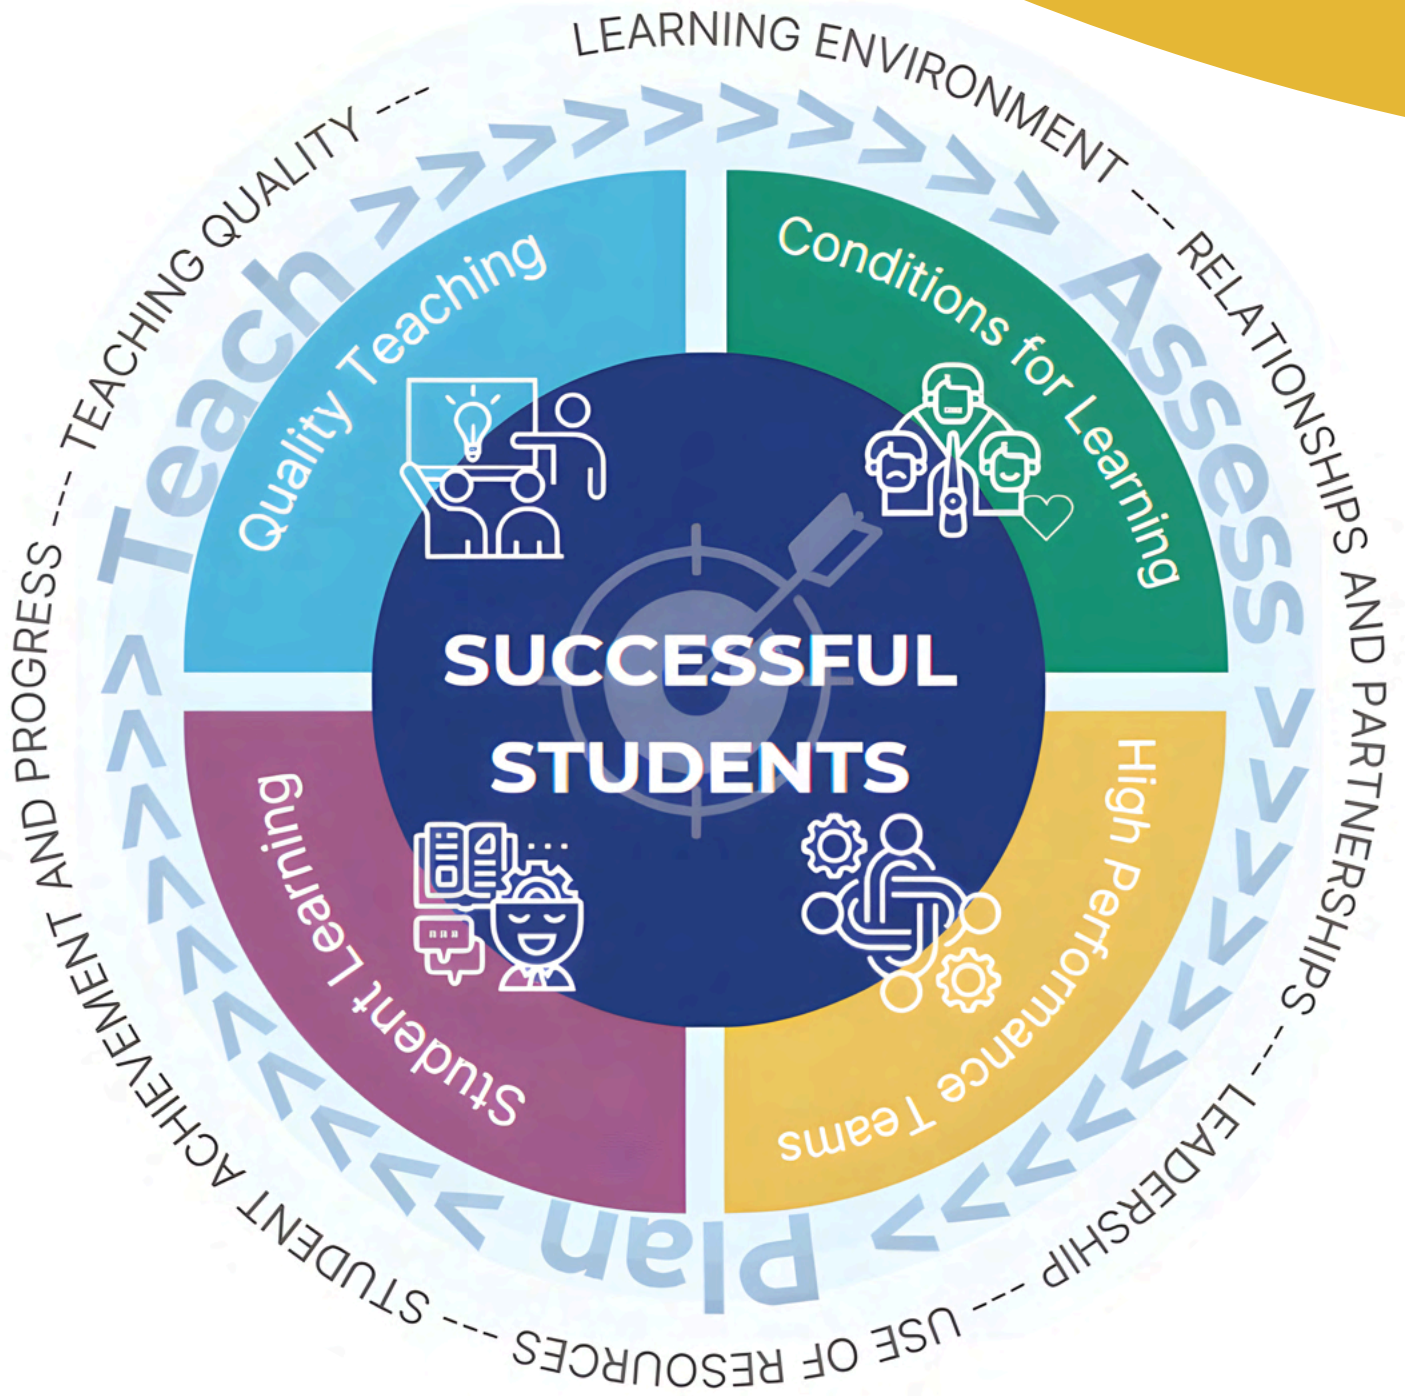 LEARNING ENVIRONMENT --- RELATIONSHIPS AND PARTNERSHIPS --- LEADERSHIP --- USE OF RESOURCES --- STUDENT ACHIEVEMENT AND PROGRESS --- TEACHING QUALITY ---
Teach >>>>>>>>>> Assess >>>>>>>>>> Plan >>>>>>>>>>
Quality Teaching
Conditions for Learning
High Performance Teams
Student Learning
SUCCESSFUL
STUDENTS